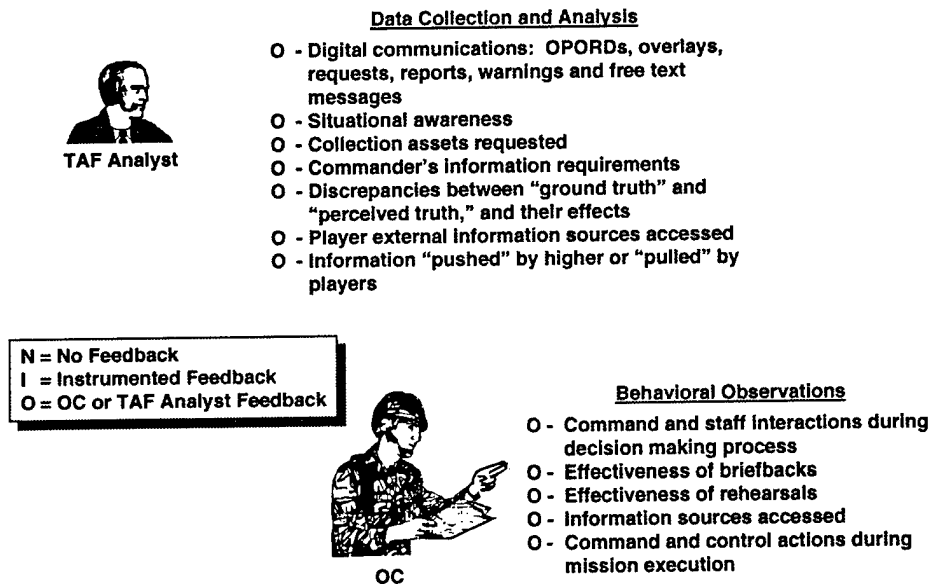 Data Collection and Analysis
O - Digital communications: OPORDs, overlays,
requests, reports, warnings and free text
messages
O - Situational awareness
O - Collection assets requested
O - Commander's information requirements
O - Discrepancies between "ground truth" and
"perceived truth," and their effects
O - Player external information sources accessed
O - Information "pushed" by higher or "pulled" by
players
TAF Analyst
N = No Feedback
I = Instrumented Feedback
O = OC or TAF Analyst Feedback
Behavioral Observations
O - Command and staff interactions during
decision making process
O - Effectiveness of briefbacks
O - Effectiveness of rehearsals
O - Information sources accessed
O - Command and control actions during
mission execution
OC